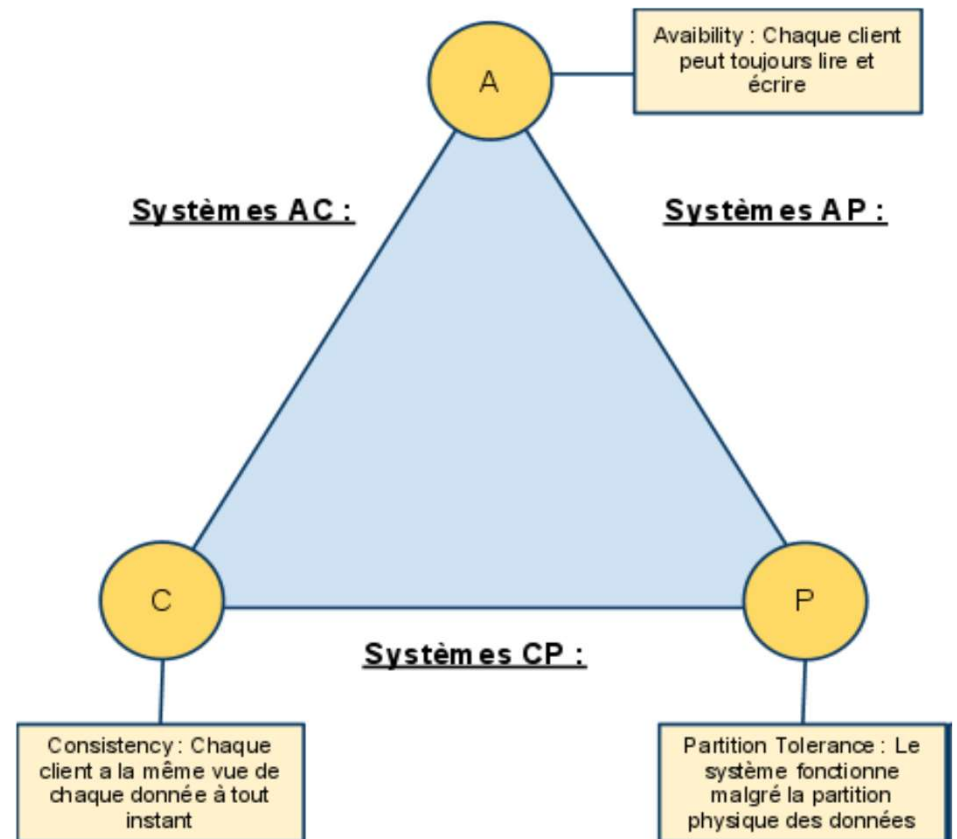 A
Avaibility : Chaque client
peut toujours lire et
écrire
Systèmes AC :
Systèmes AP :
C
P
Systèmes CP :
Consistency : Chaque
client a la même vue de
chaque donnée à tout
instant
Partition Tolerance : Le
système fonctionne
malgré la partition
physique des données